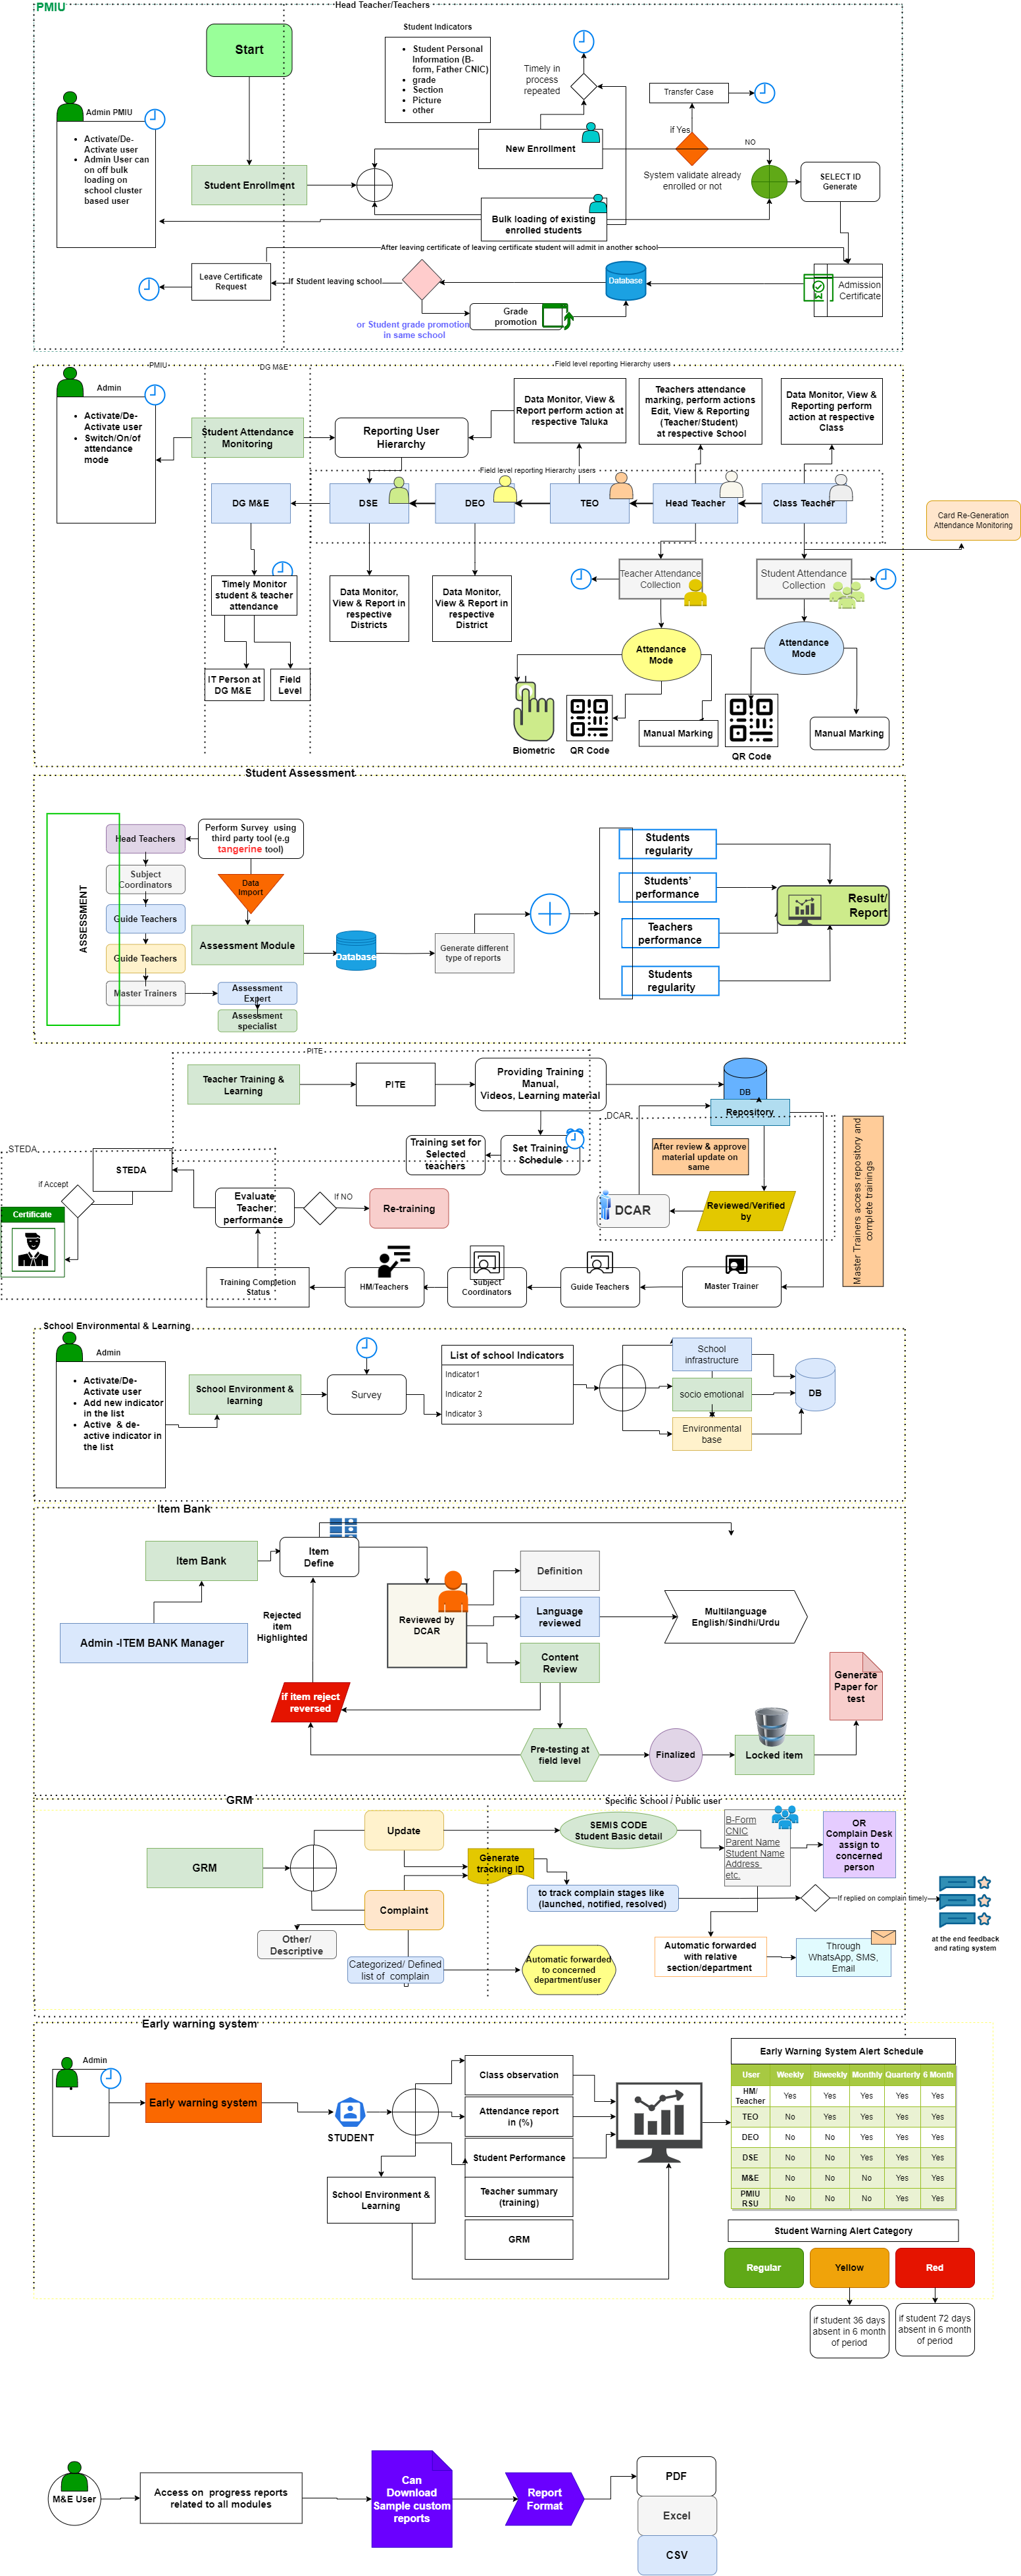 PMIU
Head Teacher/Teachers
Start
Student Indicators
Student Personal
Information (B-
form, Father CNIC)
grade
Section
Picture
other
Timely in
process
repeated
Transfer Case
if Yes
Admin PMIU
Activate/De-
Activate user
Admin User can
on off bulk
loading on
school cluster
based user
New Enrollment
NO
System validate already
enrolled or not
SELECT ID
Generate
Student Enrollment
Bulk loading of existing
enrolled students
After leaving certificate of leaving certificate student will admit in another school
Leave Certificate
Request
If Student leaving school
Database
Admission
Certificate
Grade
promotion
or Student grade promotion
in same school
PMIU
DG M&E
Field level reporting Hierarchy users
Admin
Activate/De-
Activate user
Switch/On/of
attendance
mode
Student Attendance
Monitoring
Reporting User
Hierarchy
Data Monitor, View &
Report perform action at
respective Taluka
Teachers attendance
marking, perform actions
Edit, View & Reporting
(Teacher/Student)
at respective School
Data Monitor, View &
Reporting perform
action at respective
Class
Field level reporting Hierarchy users
DG M&E
DSE
DEO
TEO
Head Teacher
Class Teacher
Card Re-Generation
Attendance Monitoring
Timely Monitor
student & teacher
attendance
Data Monitor,
View & Report in
respective
Districts
Data Monitor,
View & Report in
respective
District
Teacher Attendance
Collection
Student Attendance
Collection
Attendance
Mode
Attendance
Mode
IT Person at
DG M&E
Field
Level
Biometric
QR Code
Manual Marking
QR Code
Manual Marking
Student Assessment
ASSESSMENT
Head Teachers
Subject
Coordinators
Guide Teachers
Guide Teachers
Master Trainers
Perform Survey using
third party tool (e.g
tangerine tool)
Data
Import
Assessment Module
Assessment
Expert
Assessment
specialist
Database
Generate different
type of reports
Students
regularity
Students'
performance
Teachers
performance
Students
regularity
Result/
Report
PITE
Teacher Training &
Learning
PITE
Providing Training
Manual,
Videos, Learning material
DB
Repository
DCAR
Training set for
Selected
teachers
Set Training
Schedule
After review & approve
material update on
same
Master Trainers access repository and
complete trainings
STEDA
STEDA
if Accept
Certificate
Evaluate
Teacher
performance
If NO
Re-training
DCAR
Reviewed/Verified
by
Training Completion
Status
HM/Teachers
Subject
Coordinators
Guide Teachers
Master Trainer
School Environmental & Learning
Admin
Activate/De-
Activate user
Add new indicator
in the list
Active & de-
active indicator in
the list
School Environment &
learning
Survey
List of school Indicators
Indicator1
Indicator 2
Indicator 3
School
infrastructure
socio emotional
Environmental
base
DB
Item Bank
Item Bank
Admin -ITEM BANK Manager
Item
Define
Rejected
item
Highlighted
Reviewed by
DCAR
Definition
Language
reviewed
Content
Review
Multilanguage
English/Sindhi/Urdu
if item reject
reversed
Generate
Paper for
test
Pre-testing at
field level
Finalized
Locked item
GRM
Specific School / Public user
GRM
Update
SEMIS CODE
Student Basic detail
B-Form
CNIC
Parent Name
Student Name
Address
etc.
OR
Complain Desk
assign to
concerned
person
Generate
tracking ID
to track complain stages like
(launched, notified, resolved)
If replied on complain timely
Complaint
Other/
Descriptive
Categorized/ Defined
list of complain
Automatic forwarded
to concerned
department/user
Automatic forwarded
with relative
section/department
Through
WhatsApp, SMS,
Email
at the end feedback
and rating system
Early warning system
Admin
Early warning system
STUDENT
Class observation
Attendance report
in (%)
Student Performance
Teacher summary
(training)
GRM
School Environment &
Learning
Early Warning System Alert Schedule
User Weekly Biweekly Monthly Quarterly 6 Month
HM/
Teacher Yes Yes Yes Yes Yes
TEO No Yes Yes Yes Yes
DEO No No Yes Yes Yes
DSE No No Yes Yes Yes
M&E No No No Yes Yes
PMIU
RSU No No No Yes Yes
Student Warning Alert Category
Regular
Yellow
Red
if student 36 days
absent in 6 month
of period
if student 72 days
absent in 6 month
of period
M&E User
Access on progress reports
related to all modules
Can
Download
Sample custom
reports
Report
Format
PDF
Excel
CSV